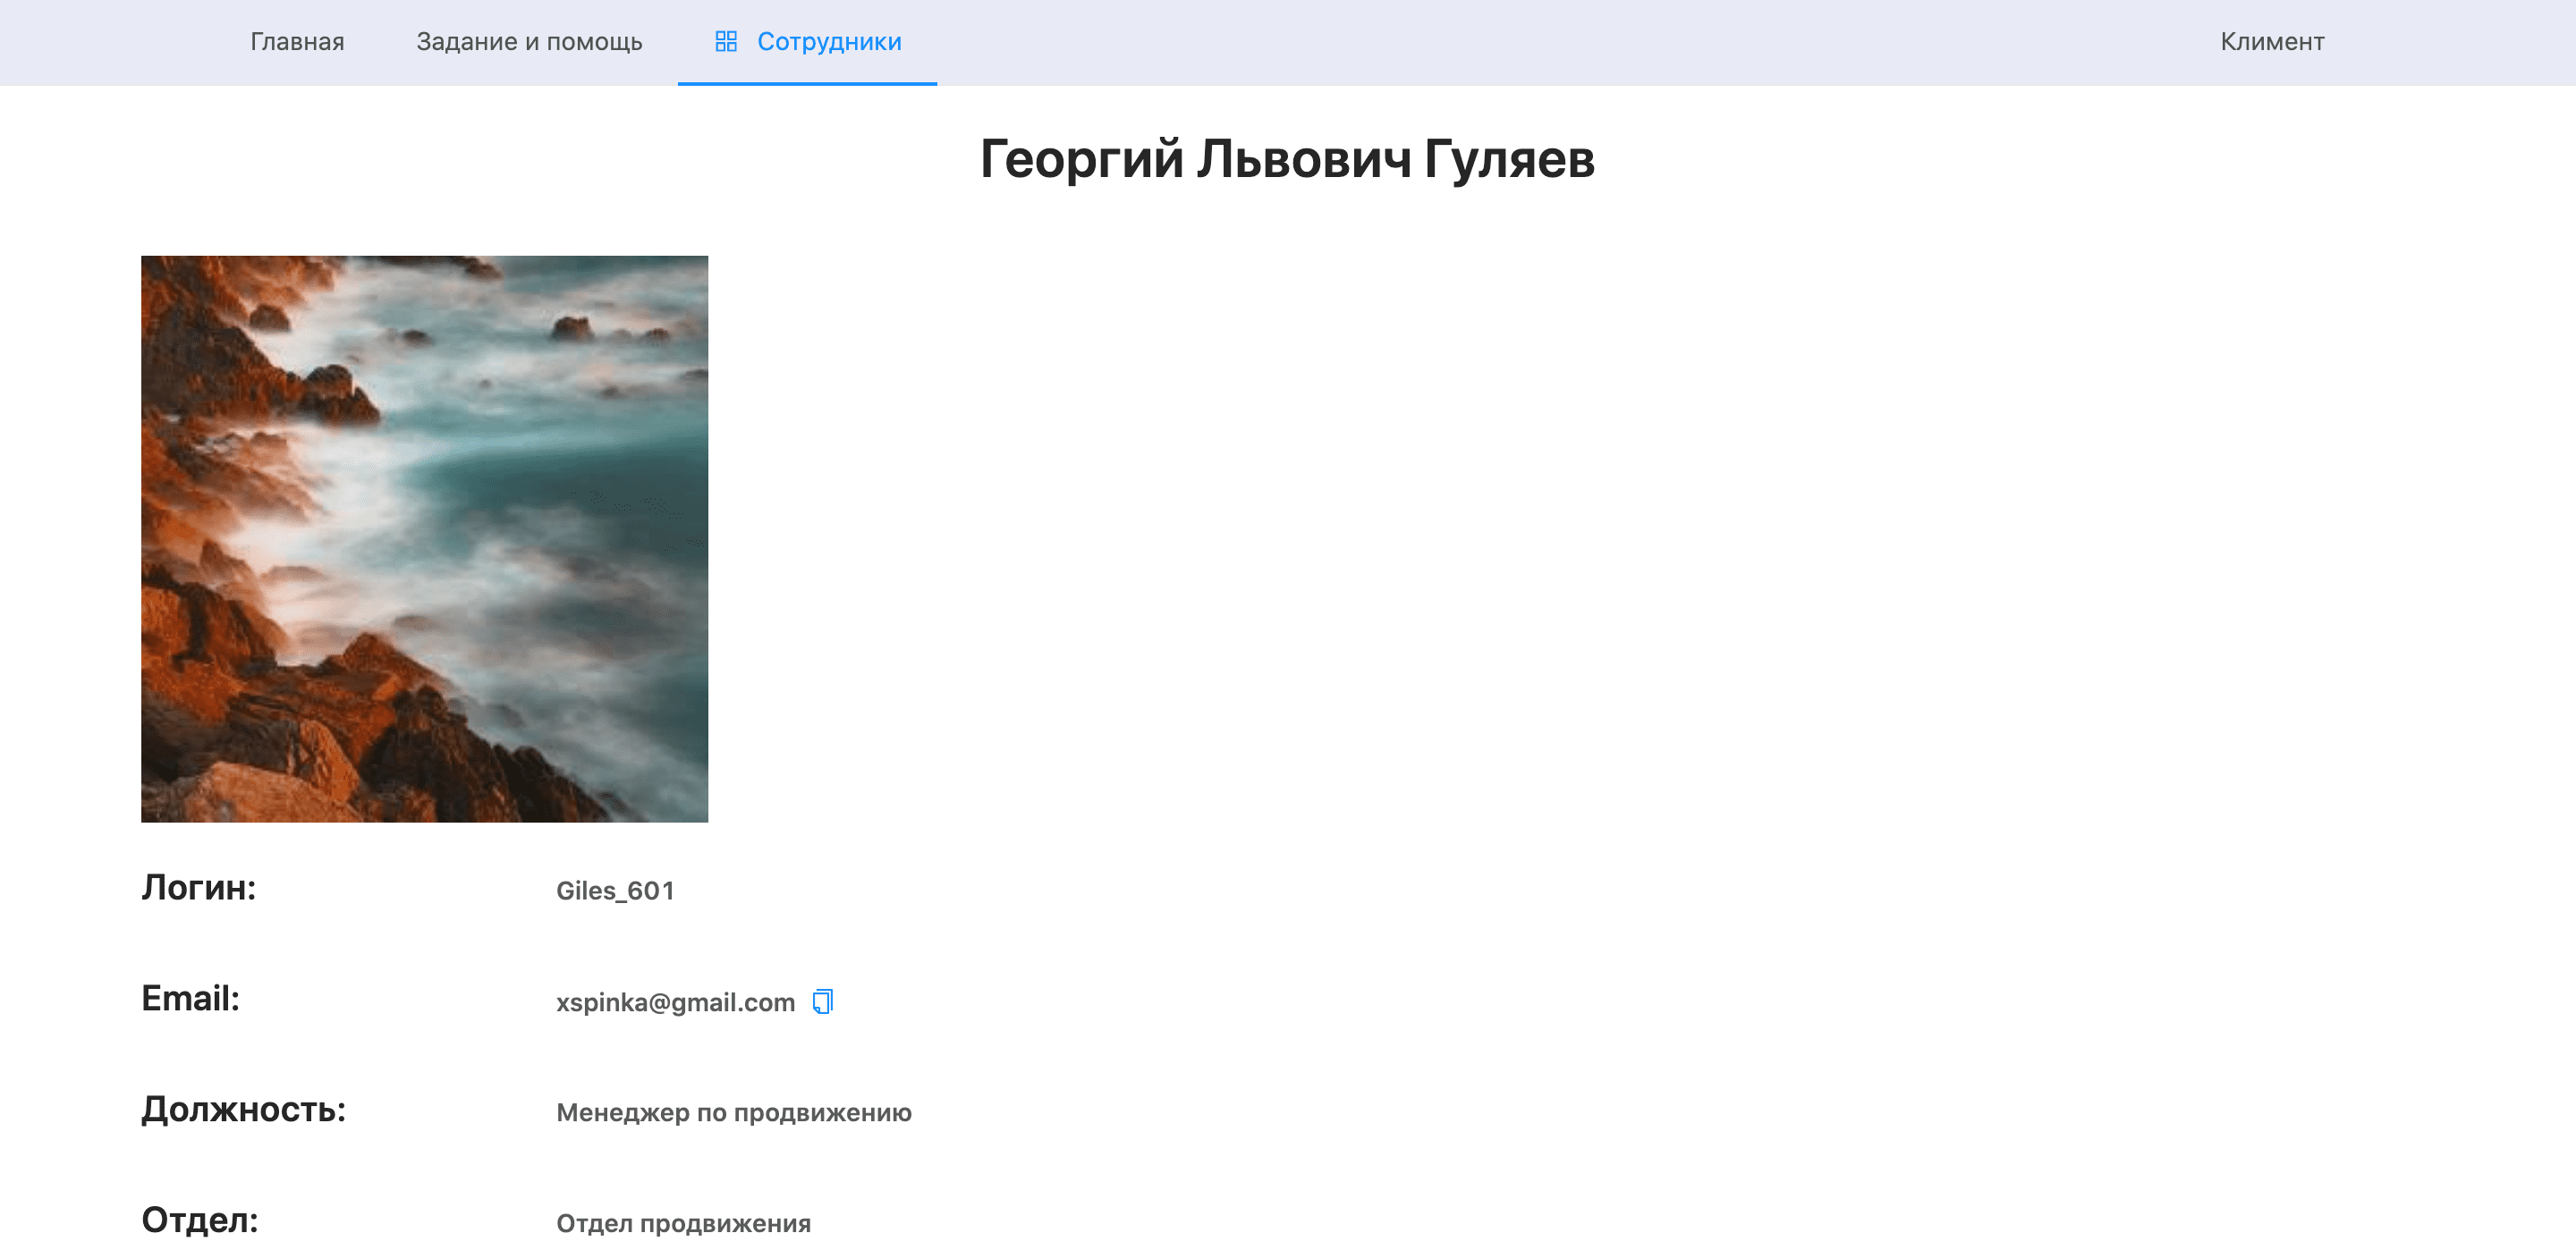 Главная Задание и помощь Сотрудники Климент
Георгий Львович Гуляев
Логин: Giles_601
Email: xspinka@gmail.com
Должность: Менеджер по продвижению
Отдел: Отдел продвижения